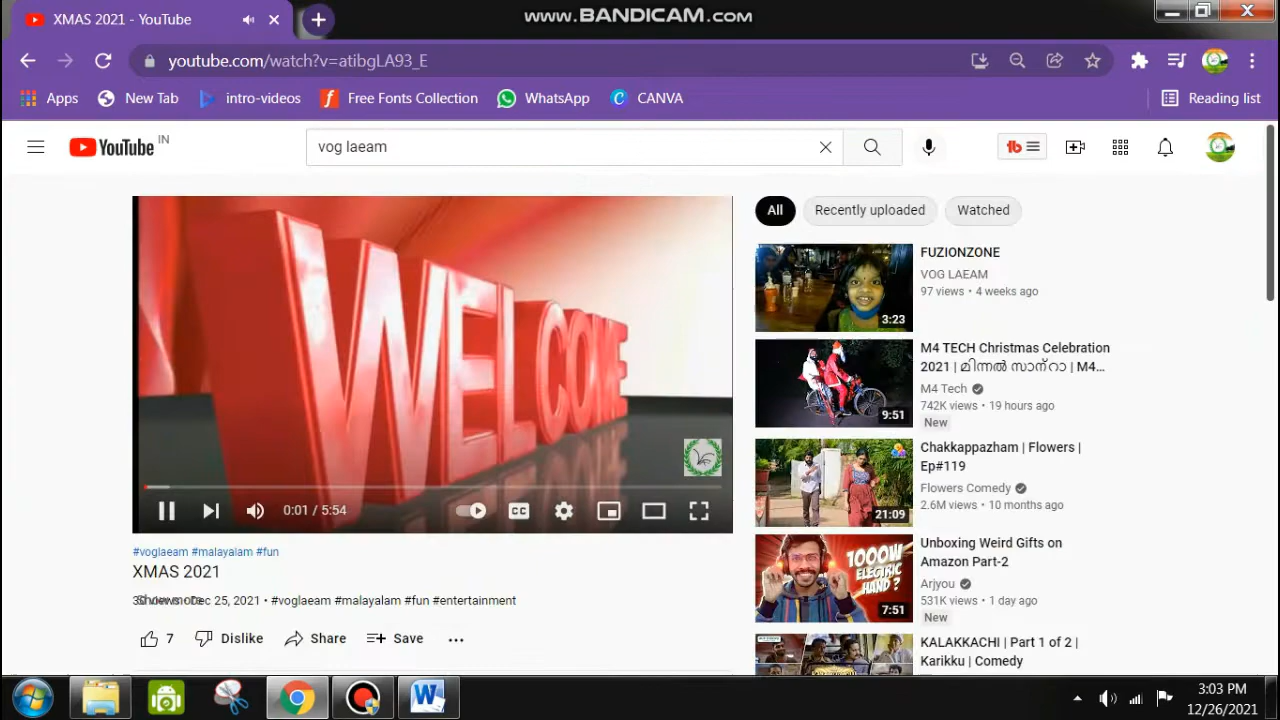 XMAS 2021 - YouTube
WWW.BANDICAM.COM
youtube.com/watch?v=atibgLA93_E
Apps New Tab intro-videos Free Fonts Collection WhatsApp CANVA Reading list
YouTube IN
vog laeam
WELCOME
0:01 / 5:54
CC
#voglaeam #malayalam #fun
XMAS 2021
Dec 25, 2021 • #voglaeam #malayalam #fun #entertainment
7 Dislike Share Save
All Recently uploaded Watched
3:23
FUZIONZONE
VOG LAEAM
97 views • 4 weeks ago
9:51
M4 TECH Christmas Celebration
2021 | മിന്നൽ സാന്റാ | M4...
M4 Tech
742K views • 19 hours ago
New
21:09
Chakkappazham | Flowers |
Ep#119
Flowers Comedy
2.6M views • 10 months ago
1000W
ELECTRIC
HAND ?
7:51
Unboxing Weird Gifts on
Amazon Part-2
Arjyou
531K views • 1 day ago
New
KALAKKACHI | Part 1 of 2 |
Karikku | Comedy
3:03 PM
12/26/2021